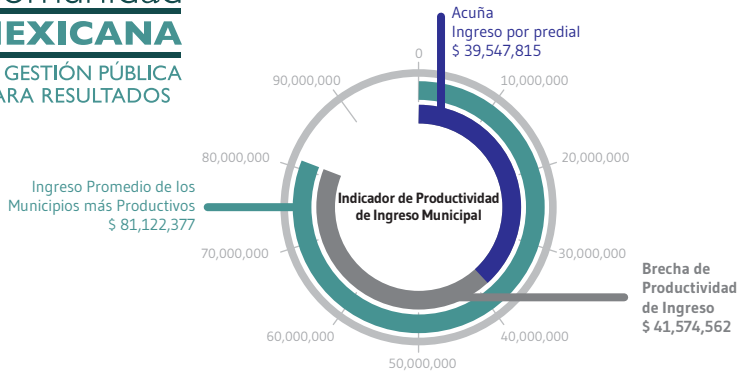 MEXICANA
GESTIÓN PÚBLICA
RESULTADOS
Acuña
Ingreso por predial
$ 39,547,815
0
10,000,000
20,000,000
30,000,000
40,000,000
50,000,000
60,000,000
70,000,000
80,000,000
90,000,000
Ingreso Promedio de los
Municipios más Productivos
$ 81,122,377
Indicador de Productividad
de Ingreso Municipal
Brecha de
Productividad
de Ingreso
$ 41,574,562